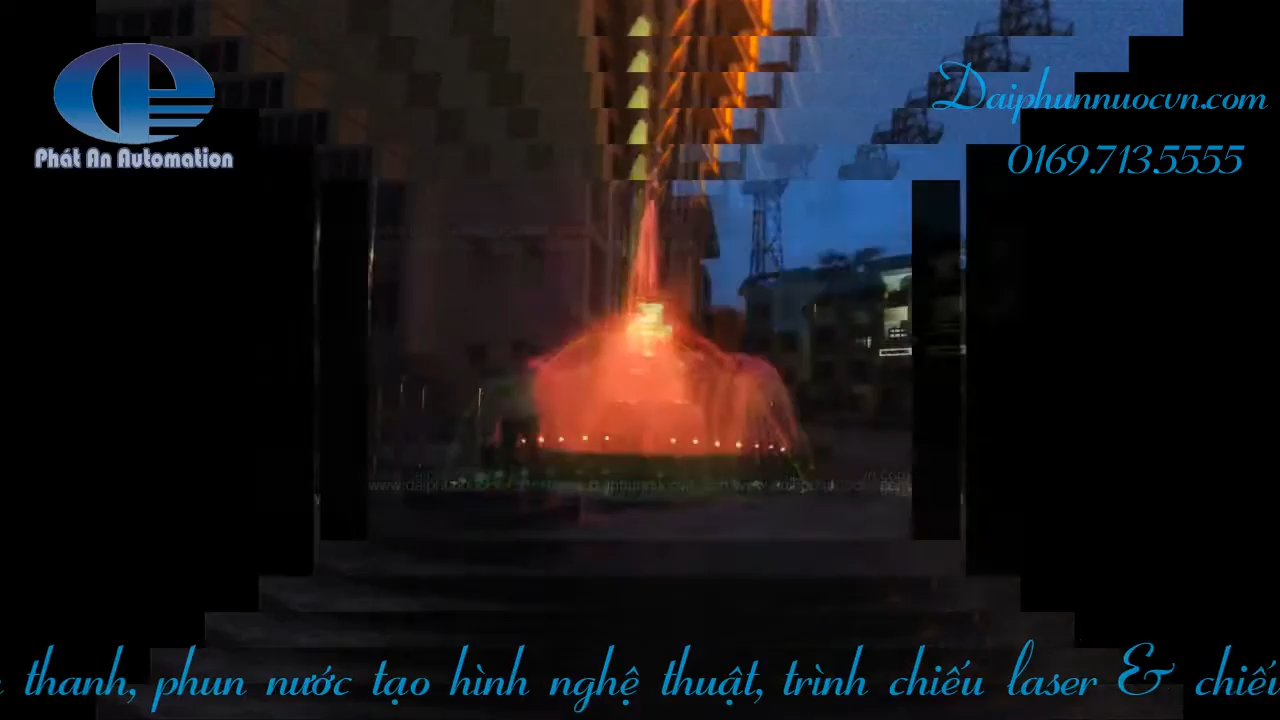 Phát An Automation
Daiphunnuocvn.com
0169.713.5555
thanh, phun nước tạo hình nghệ thuật, trình chiếu laser & chiếu